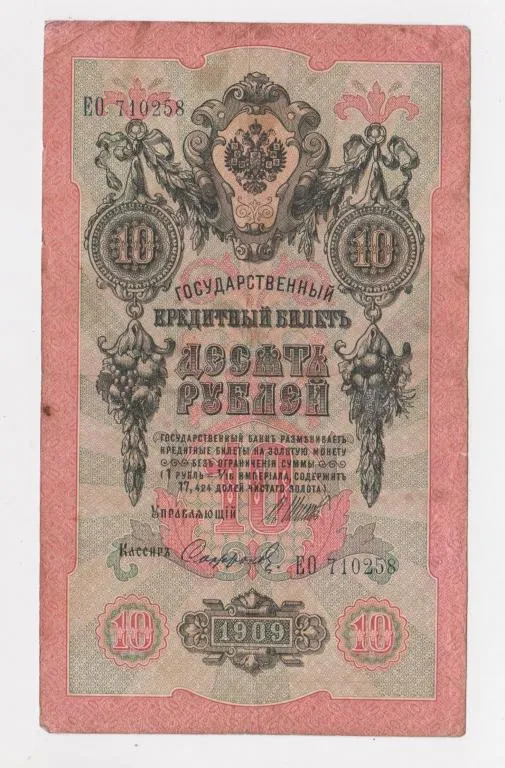 ЕО 710258
10 10
ГОСУДАРСТВЕННЫЙ
КРЕДИТНЫЙ БИЛЕТЪ
ДЕСЯТЬ
РУБЛЕЙ
ГОСУДАРСТВЕННЫЙ БАНКЪ РАЗМѢНИВАЕТЪ
КРЕДИТНЫЕ БИЛЕТЫ НА ЗОЛОТУЮ МОНЕТУ
БЕЗЪ ОГРАНИЧЕНІЯ СУММЫ
(1 РУБЛЬ = 1/15 ИМПЕРІАЛА, СОДЕРЖИТЪ
17,424 ДОЛЕЙ ЧИСТАГО ЗОЛОТА).
10
УПРАВЛЯЮЩІЙ
Кассиръ
ЕО 710258
10 1909 10